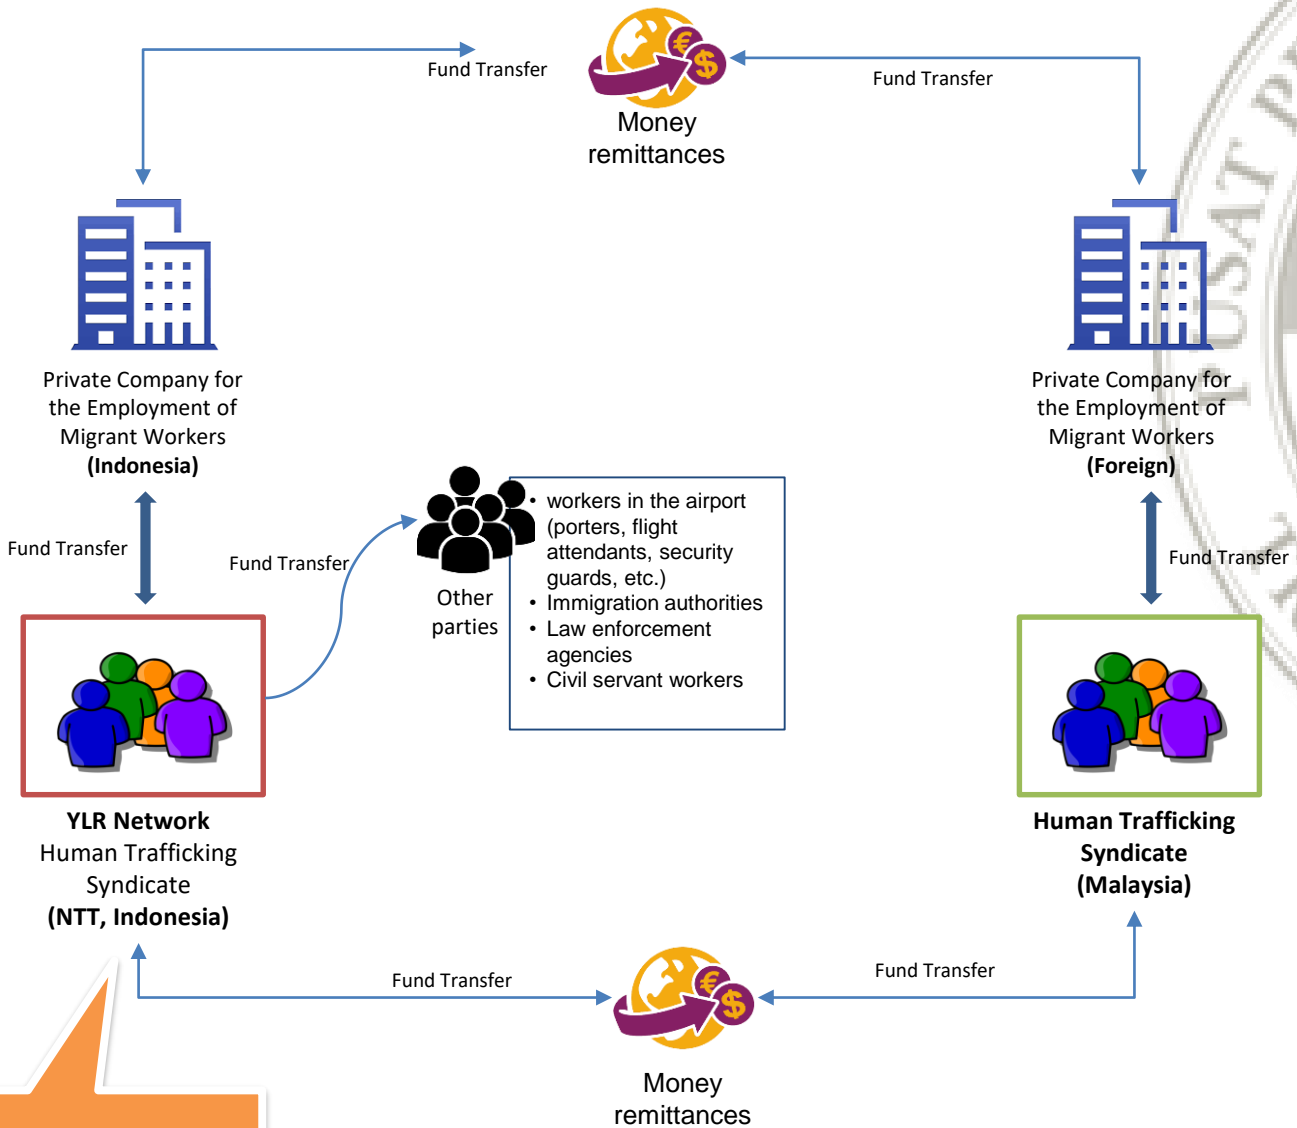 Fund Transfer
Fund Transfer
€
$
Money
remittances
Private Company for
the Employment of
Migrant Workers
(Indonesia)
Private Company for
the Employment of
Migrant Workers
(Foreign)
PUSAT
Fund Transfer
Fund Transfer
Fund Transfer
Other
parties
• workers in the airport
(porters, flight
attendants, security
guards, etc.)
• Immigration authorities
• Law enforcement
agencies
• Civil servant workers
YLR Network
Human Trafficking
Syndicate
(NTT, Indonesia)
Human Trafficking
Syndicate
(Malaysia)
Fund Transfer
Fund Transfer
€
$
Money
remittances